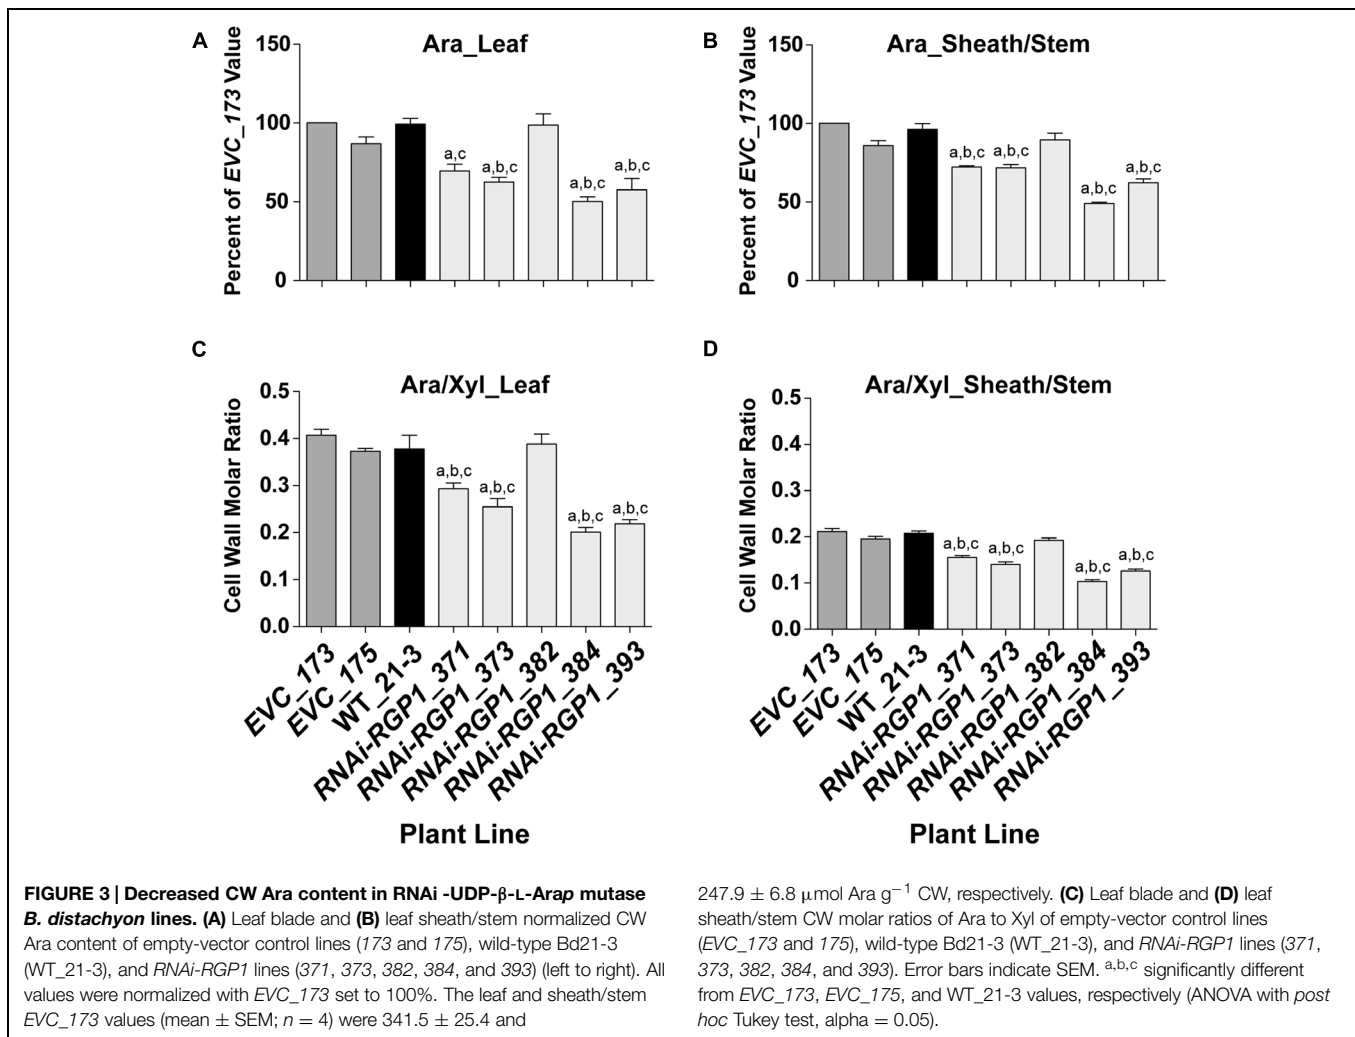 A
Ara_Leaf
Percent of EVC_173 Value
150
100
50
0
a,c
a,b,c
a,b,c
a,b,c
B
Ara_Sheath/Stem
Percent of EVC_173 Value
150
100
50
0
a,b,c
a,b,c
a,b,c
a,b,c
C
Ara/Xyl_Leaf
Cell Wall Molar Ratio
0.5
0.4
0.3
0.2
0.1
0.0
a,b,c
a,b,c
a,b,c
a,b,c
EVC_173
EVC_175
WT_21-3
RNAi-RGP1_371
RNAi-RGP1_373
RNAi-RGP1_382
RNAi-RGP1_384
RNAi-RGP1_393
Plant Line
D
Ara/Xyl_Sheath/Stem
Cell Wall Molar Ratio
0.5
0.4
0.3
0.2
0.1
0.0
a,b,c
a,b,c
a,b,c
a,b,c
EVC_173
EVC_175
WT_21-3
RNAi-RGP1_371
RNAi-RGP1_373
RNAi-RGP1_382
RNAi-RGP1_384
RNAi-RGP1_393
Plant Line
FIGURE 3 | Decreased CW Ara content in RNAi -UDP-β-L-Arap mutase
B. distachyon lines. (A) Leaf blade and (B) leaf sheath/stem normalized CW
Ara content of empty-vector control lines (173 and 175), wild-type Bd21-3
(WT_21-3), and RNAi-RGP1 lines (371, 373, 382, 384, and 393) (left to right). All
values were normalized with EVC_173 set to 100%. The leaf and sheath/stem
EVC_173 values (mean ± SEM; n = 4) were 341.5 ± 25.4 and
247.9 ± 6.8 μmol Ara g⁻¹ CW, respectively. (C) Leaf blade and (D) leaf
sheath/stem CW molar ratios of Ara to Xyl of empty-vector control lines
(EVC_173 and 175), wild-type Bd21-3 (WT_21-3), and RNAi-RGP1 lines (371,
373, 382, 384, and 393). Error bars indicate SEM. a,b,c significantly different
from EVC_173, EVC_175, and WT_21-3 values, respectively (ANOVA with post
hoc Tukey test, alpha = 0.05).